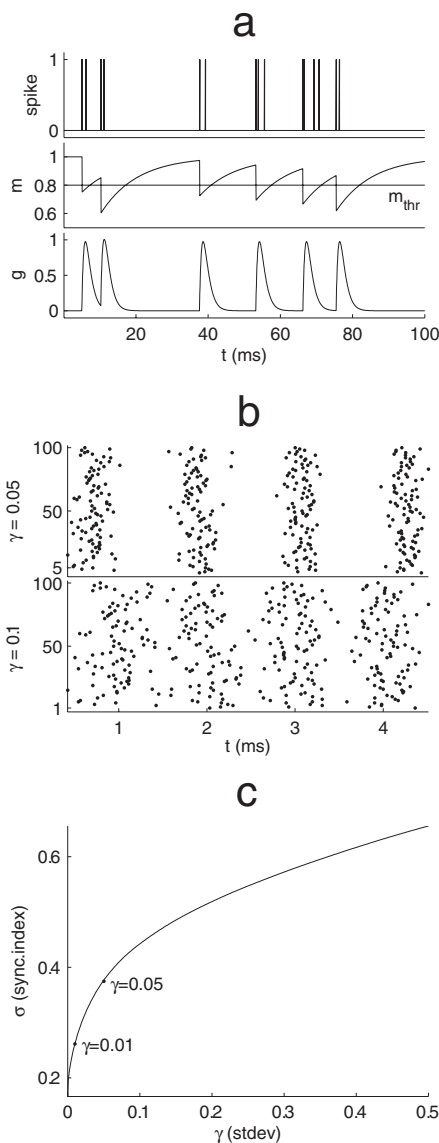 a
spike
1
0
m
1
0.8
0.6
m_thr
g
1
0.5
0
20
40
60
80
100
t (ms)
b
γ = 0.05
100
50
5
γ = 0.1
100
50
1
1
2
3
4
t (ms)
c
σ (sync.index)
0.6
0.4
0.2
γ=0.05
γ=0.01
0
0.1
0.2
0.3
0.4
0.5
γ (stdev)